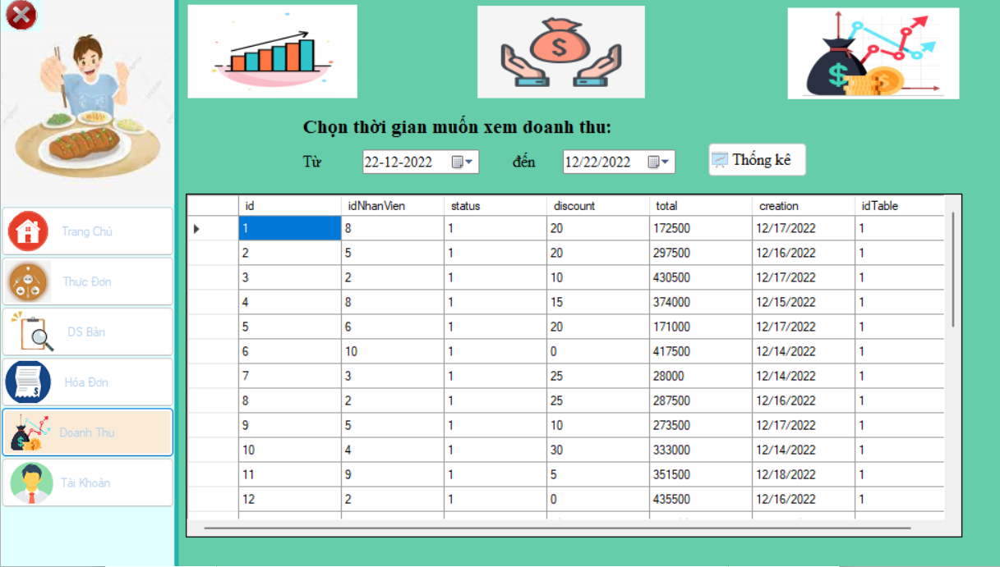 Chọn thời gian muốn xem doanh thu:
Từ 22-12-2022 đến 12/22/2022 Thống kê
Trang Chủ
Thực Đơn
DS Bàn
Hóa Đơn
Doanh Thu
Tài Khoản
id idNhanVien status discount total creation idTable
1 8 1 20 172500 12/17/2022 1
2 5 1 20 297500 12/16/2022 1
3 2 1 10 430500 12/17/2022 1
4 8 1 15 374000 12/15/2022 1
5 6 1 20 171000 12/17/2022 1
6 10 1 0 417500 12/14/2022 1
7 3 1 25 28000 12/14/2022 1
8 2 1 25 287500 12/16/2022 1
9 5 1 10 273500 12/17/2022 1
10 4 1 30 333000 12/14/2022 1
11 9 1 5 351500 12/18/2022 1
12 2 1 0 435500 12/16/2022 1